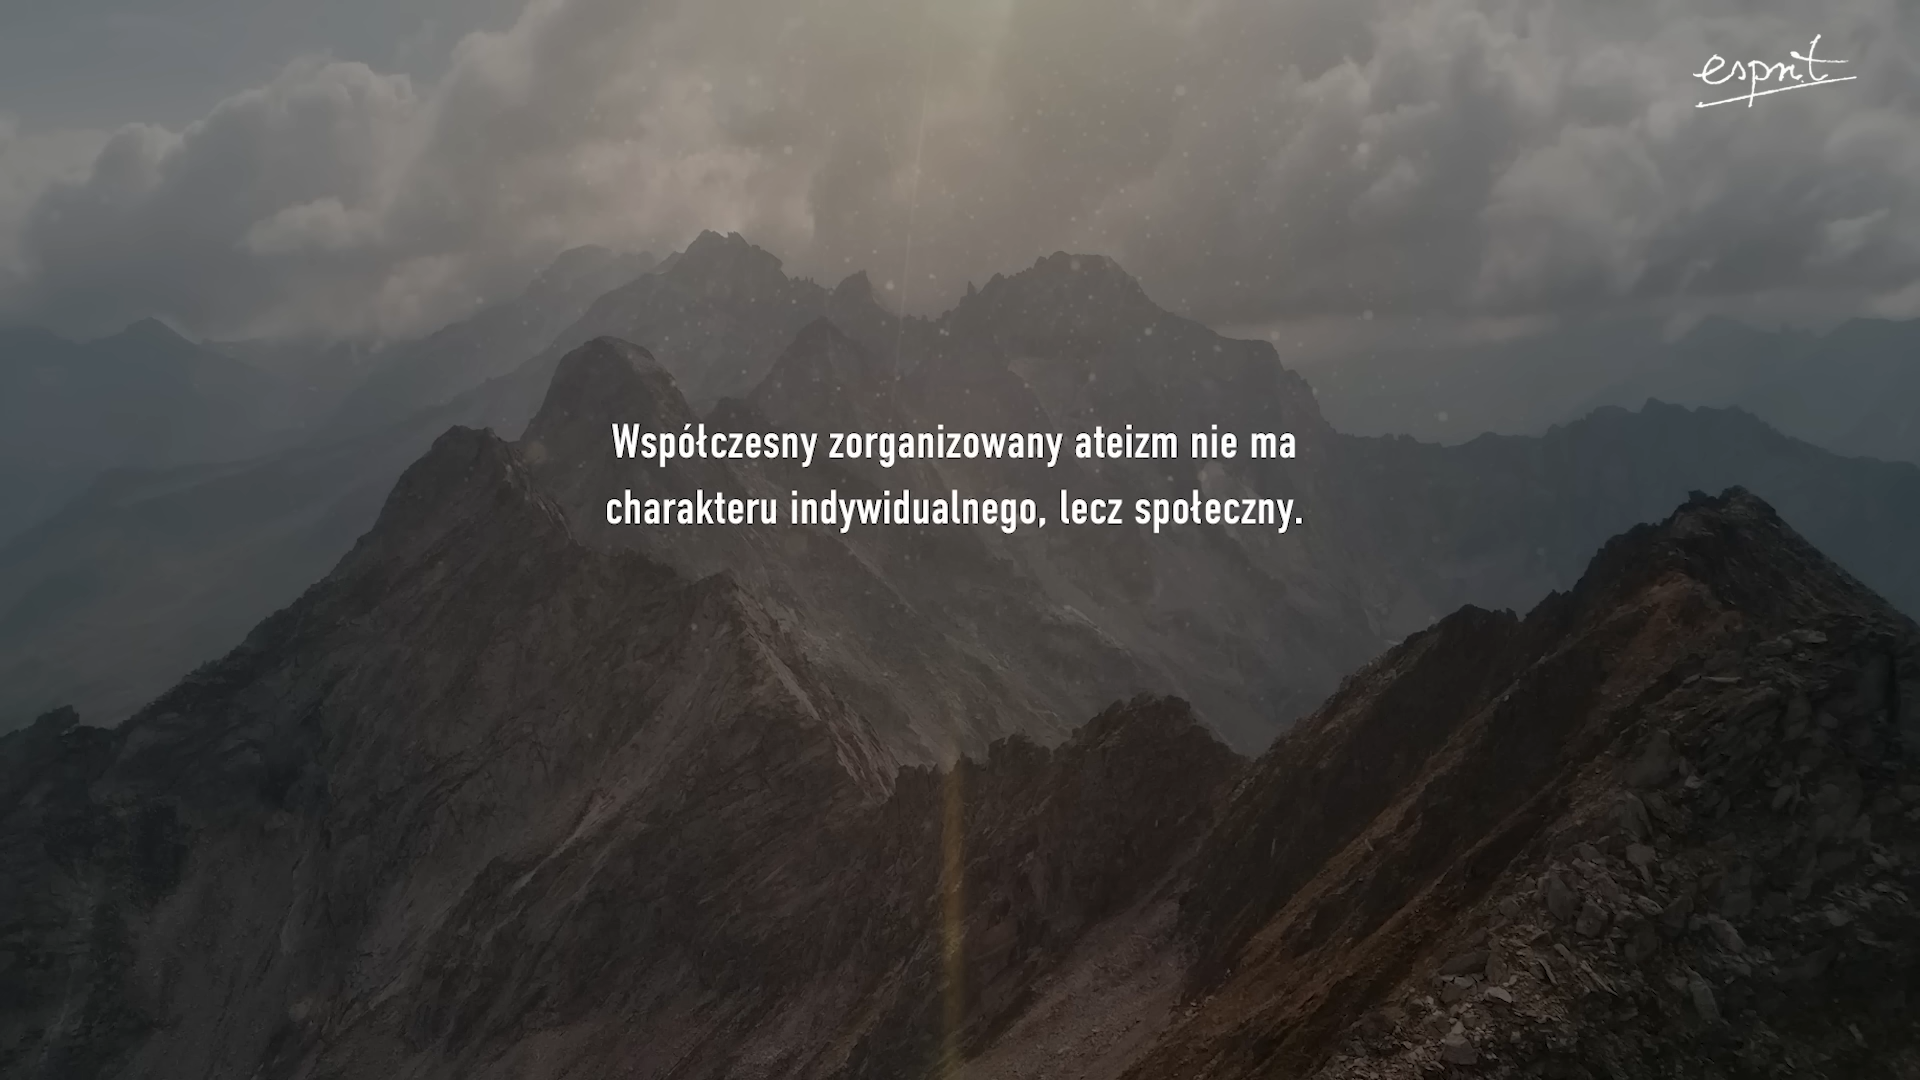 esprit
Współczesny zorganizowany ateizm nie ma
charakteru indywidualnego, lecz społeczny.